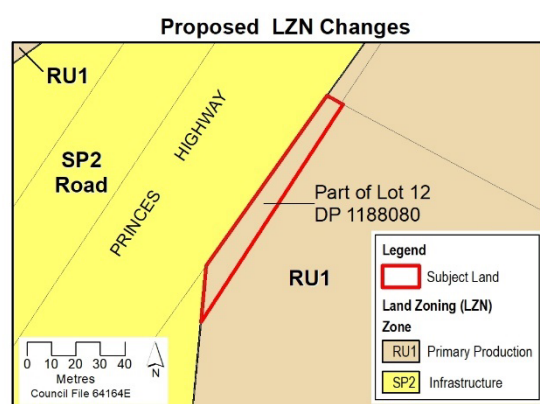 Proposed LZN Changes
RU1
SP2
Road
PRINCES HIGHWAY
Part of Lot 12
DP 1188080
RU1
0 10 20 30 40
Metres
Council File 64164E
N
Legend
Subject Land
Land Zoning (LZN)
Zone
RU1 Primary Production
SP2 Infrastructure